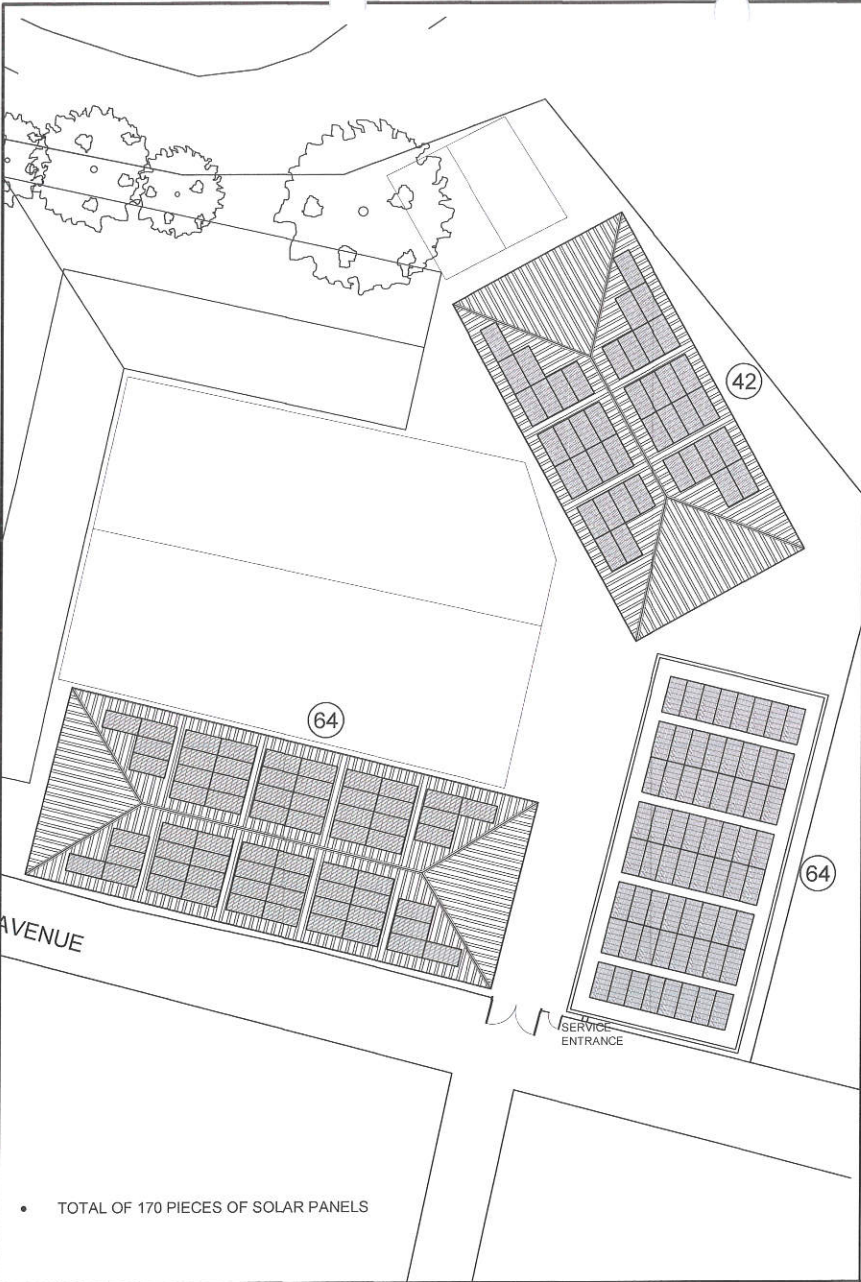 42
64
64
AVENUE
SERVICE
ENTRANCE
• TOTAL OF 170 PIECES OF SOLAR PANELS